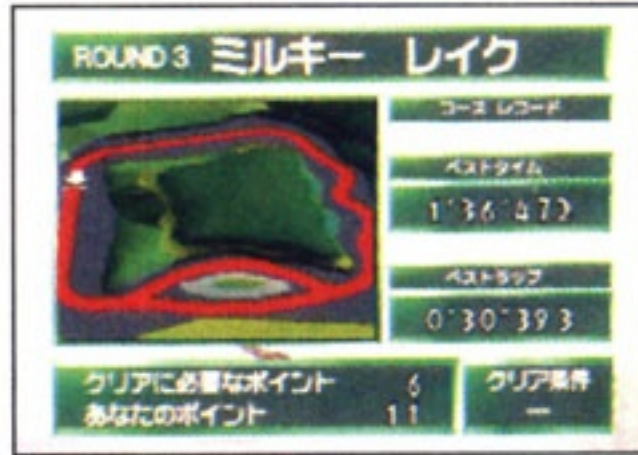 ROUND 3 ミルキー レイク
コース レコード
ベストタイム
1'36"472
ベストラップ
0'30"393
クリアに必要なポイント 6
あなたのポイント 11
クリア条件
—